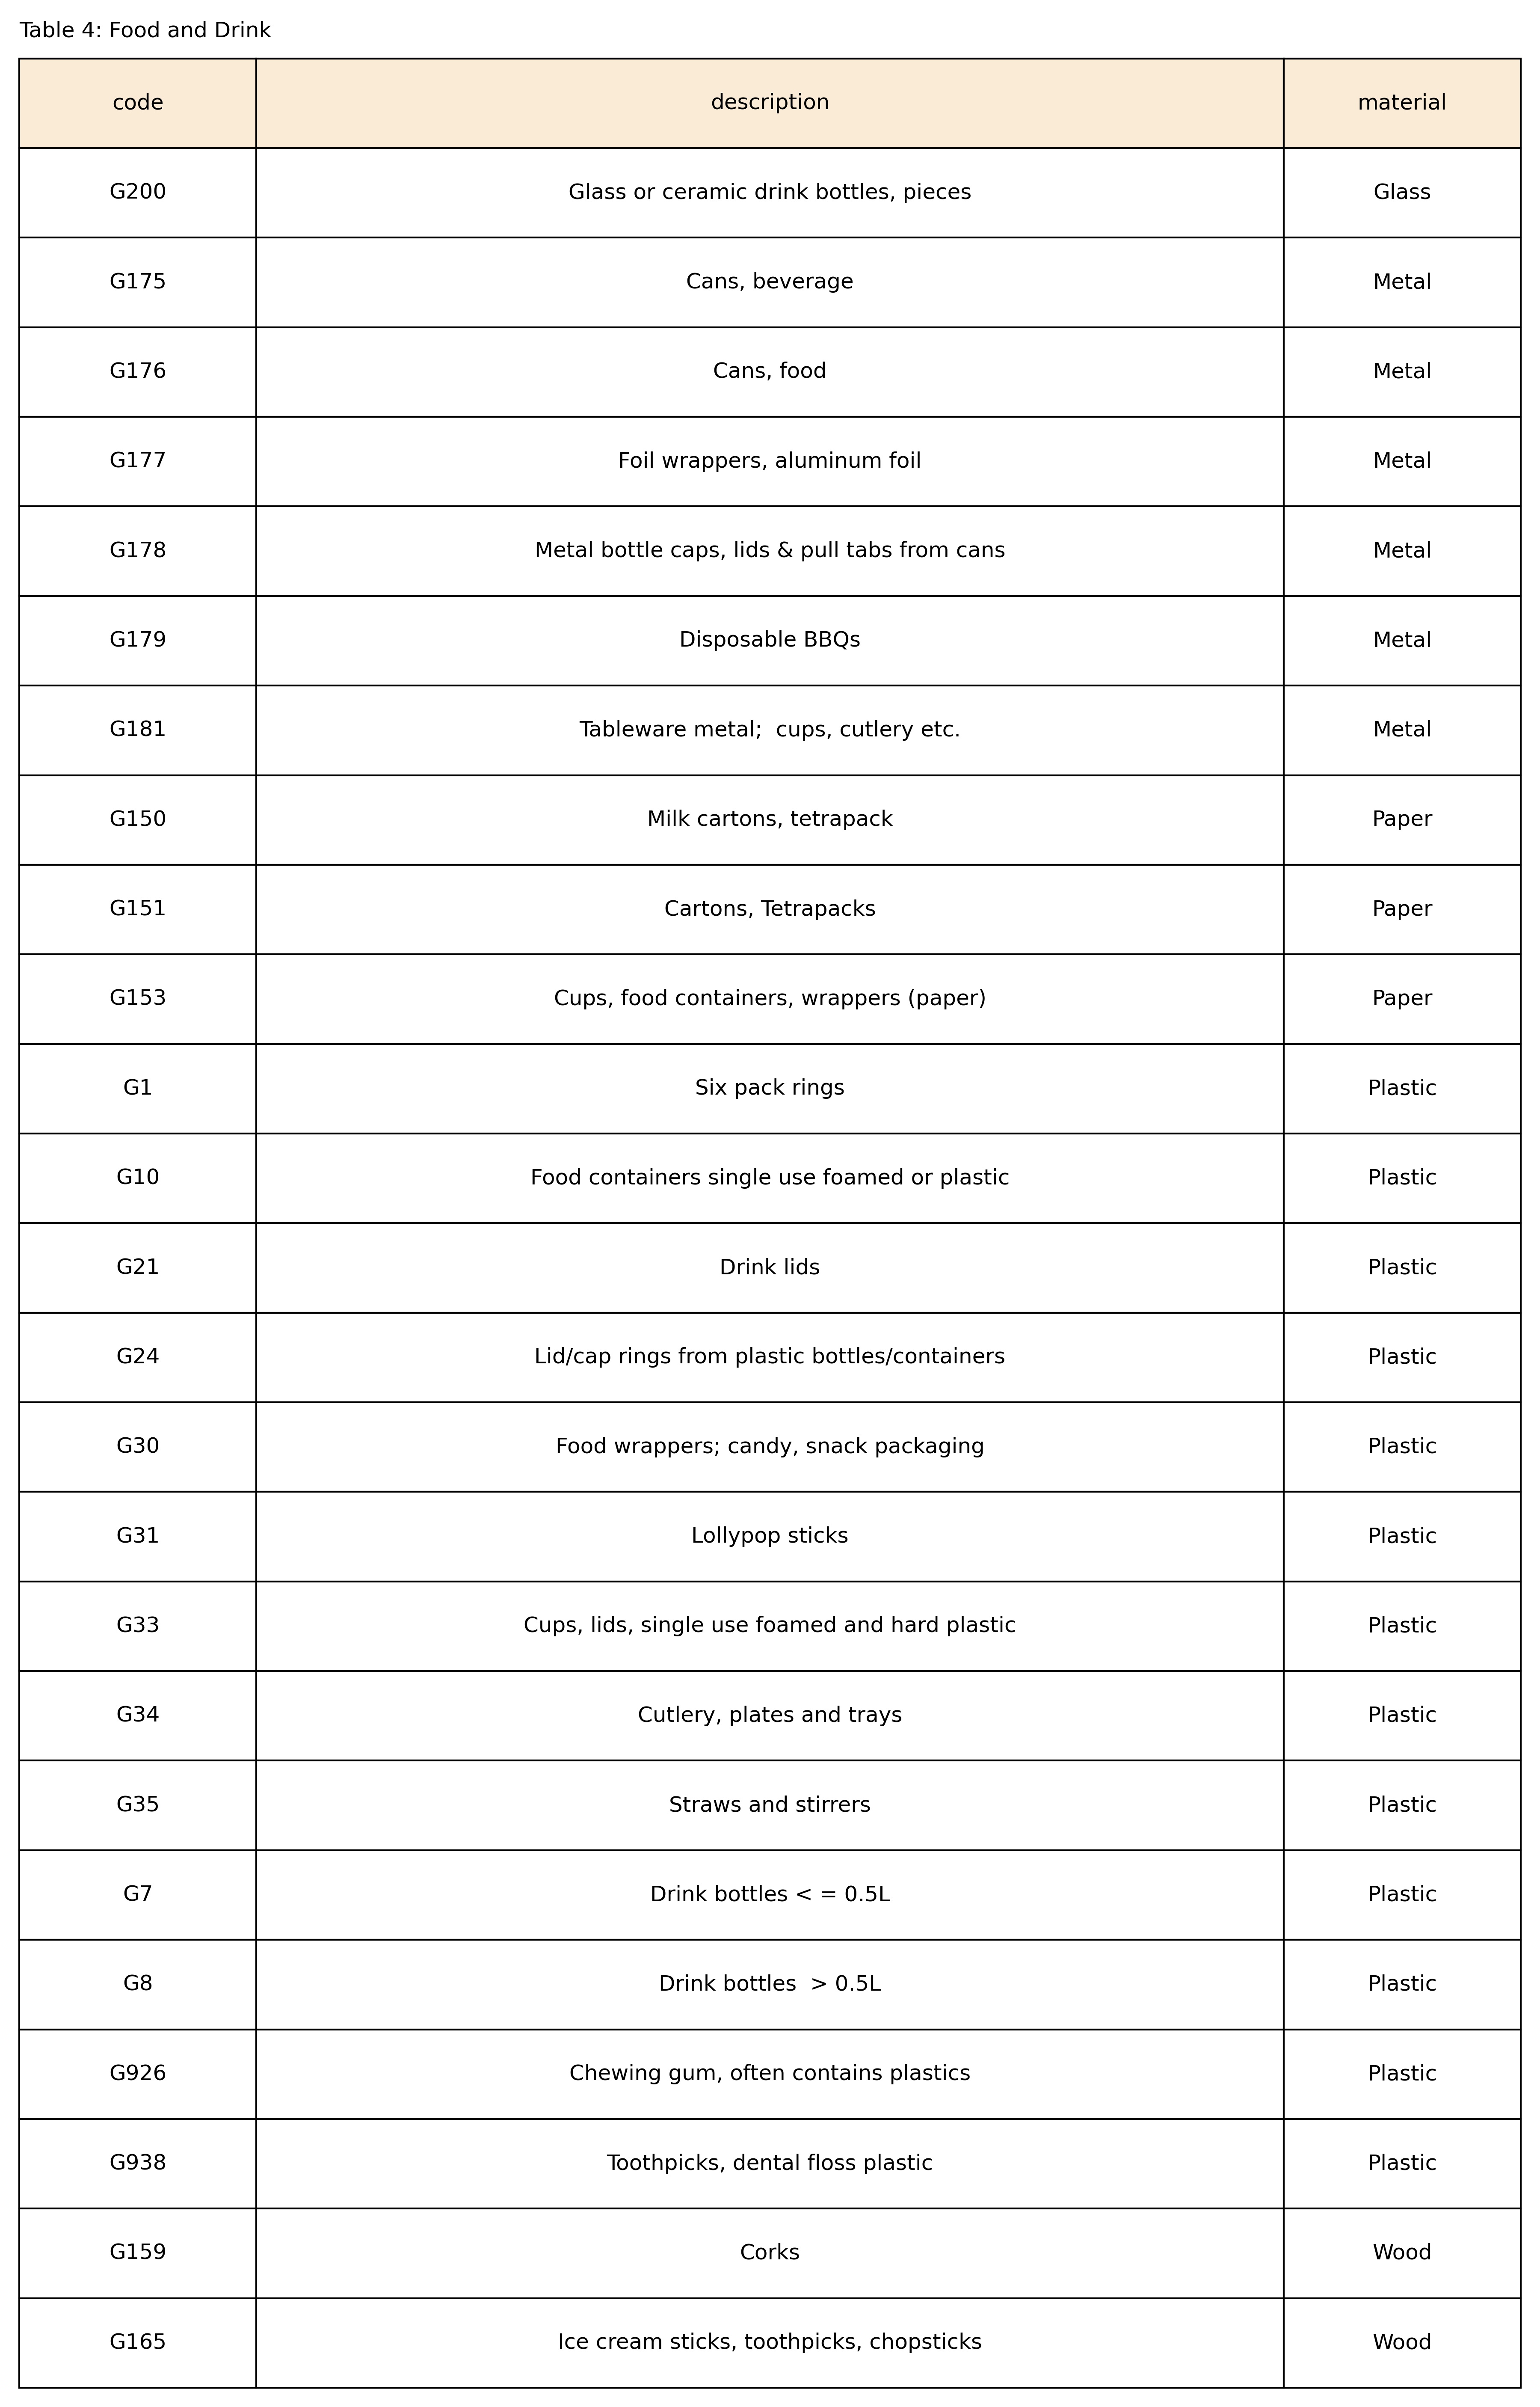 Table 4: Food and Drink
code description material
G200 Glass or ceramic drink bottles, pieces Glass
G175 Cans, beverage Metal
G176 Cans, food Metal
G177 Foil wrappers, aluminum foil Metal
G178 Metal bottle caps, lids & pull tabs from cans Metal
G179 Disposable BBQs Metal
G181 Tableware metal;  cups, cutlery etc. Metal
G150 Milk cartons, tetrapack Paper
G151 Cartons, Tetrapacks Paper
G153 Cups, food containers, wrappers (paper) Paper
G1 Six pack rings Plastic
G10 Food containers single use foamed or plastic Plastic
G21 Drink lids Plastic
G24 Lid/cap rings from plastic bottles/containers Plastic
G30 Food wrappers; candy, snack packaging Plastic
G31 Lollypop sticks Plastic
G33 Cups, lids, single use foamed and hard plastic Plastic
G34 Cutlery, plates and trays Plastic
G35 Straws and stirrers Plastic
G7 Drink bottles < = 0.5L Plastic
G8 Drink bottles  > 0.5L Plastic
G926 Chewing gum, often contains plastics Plastic
G938 Toothpicks, dental floss plastic Plastic
G159 Corks Wood
G165 Ice cream sticks, toothpicks, chopsticks Wood